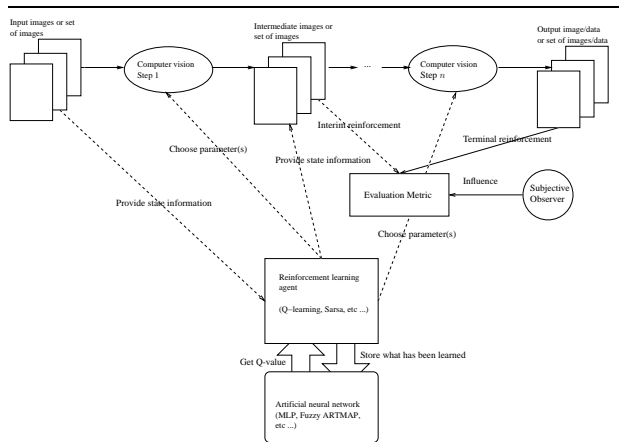 Input images or set
of images
Intermediate images or
set of images
Output image/data
or set of images/data
Computer vision
Step 1
...
Computer vision
Step n
Interim reinforcement
Terminal reinforcement
Choose parameter(s)
Provide state information
Evaluation Metric
Influence
Subjective
Observer
Provide state information
Choose parameter(s)
Reinforcement learning
agent
(Q−learning, Sarsa, etc ...)
Get Q-value
Store what has been learned
Artificial neural network
(MLP, Fuzzy ARTMAP,
etc ...)